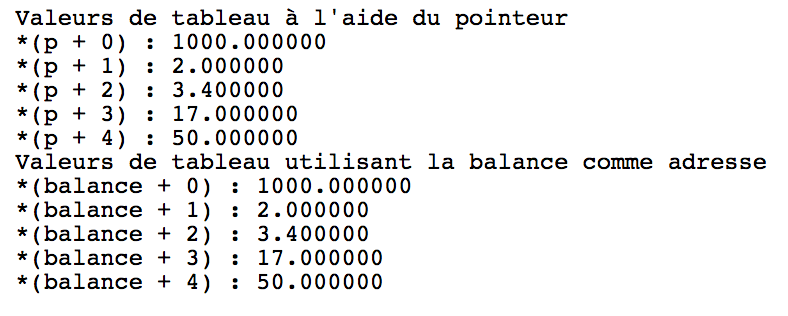 Valeurs de tableau à l'aide du pointeur
*(p + 0) : 1000.000000
*(p + 1) : 2.000000
*(p + 2) : 3.400000
*(p + 3) : 17.000000
*(p + 4) : 50.000000
Valeurs de tableau utilisant la balance comme adresse
*(balance + 0) : 1000.000000
*(balance + 1) : 2.000000
*(balance + 2) : 3.400000
*(balance + 3) : 17.000000
*(balance + 4) : 50.000000